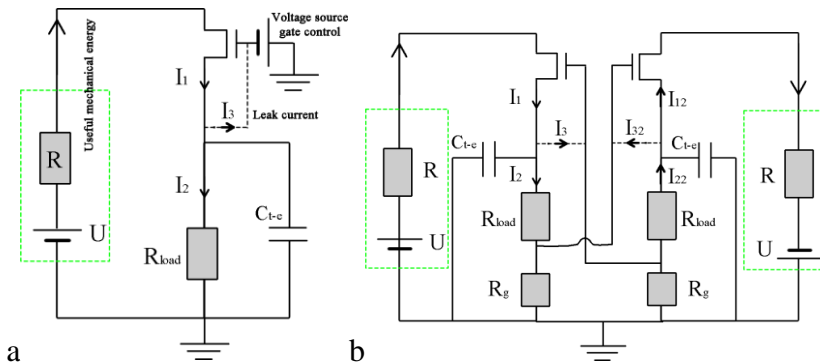 Voltage source
gate control
Useful mechanical energy
I1
I3
Leak current
R
I2
U
Ct-e
Rload
a
I1
I12
I3
I32
Ct-e
Ct-e
R
I2
I22
R
Rload
Rload
U
U
Rg
Rg
b